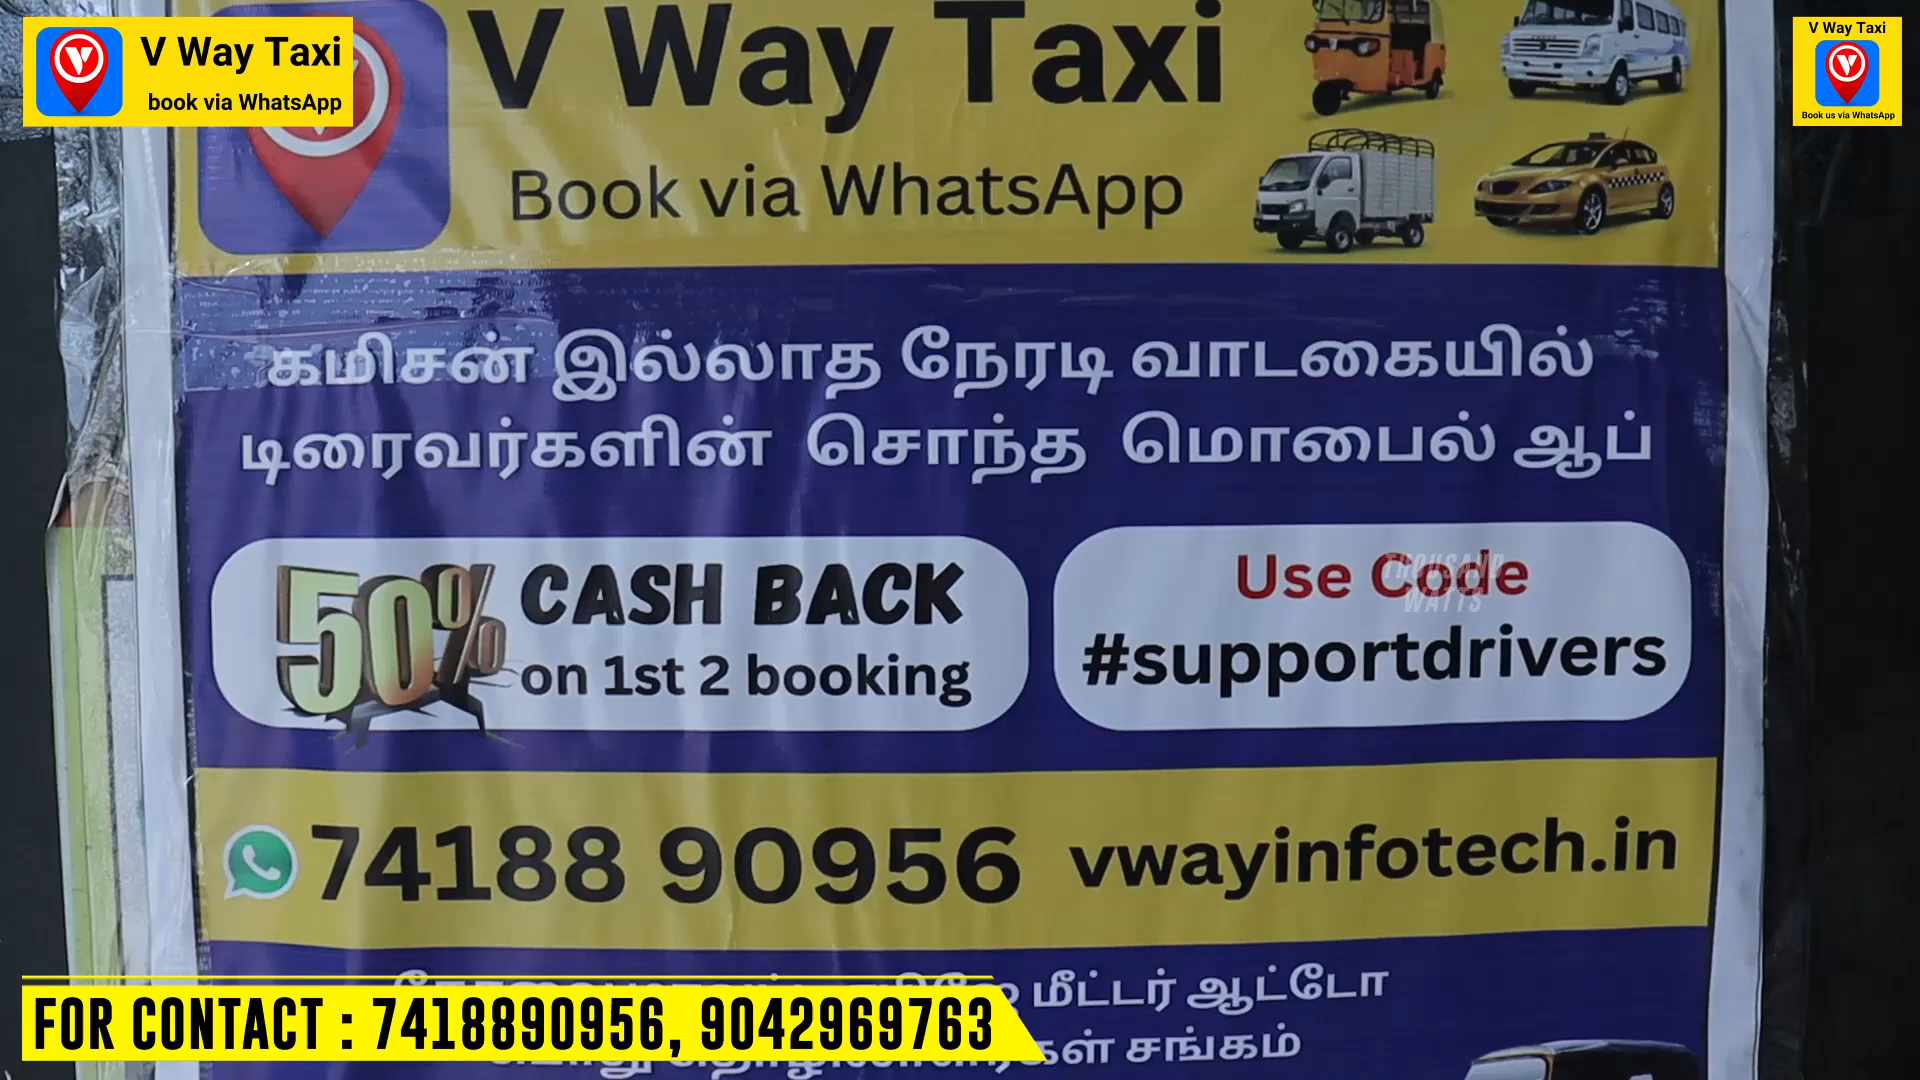 V Way Taxi
book via WhatsApp
V Way Taxi
Book us via WhatsApp
V Way Taxi
Book via WhatsApp
கமிசன் இல்லாத நேரடி வாடகையில்
டிரைவர்களின் சொந்த மொபைல் ஆப்
50% CASH BACK
on 1st 2 booking
Use Code
#supportdrivers
THOUSAND
WATTS
74188 90956 vwayinfotech.in
மீட்டர் ஆட்டோ
சங்கம்
FOR CONTACT : 7418890956, 9042969763